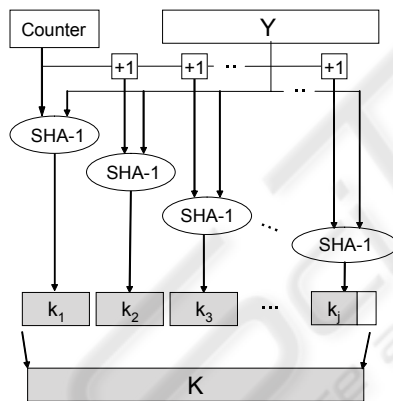 Counter Y
+1 +1 .. +1
..
SHA-1
SHA-1
SHA-1
...
SHA-1
k1 k2 k3 ... kj
K